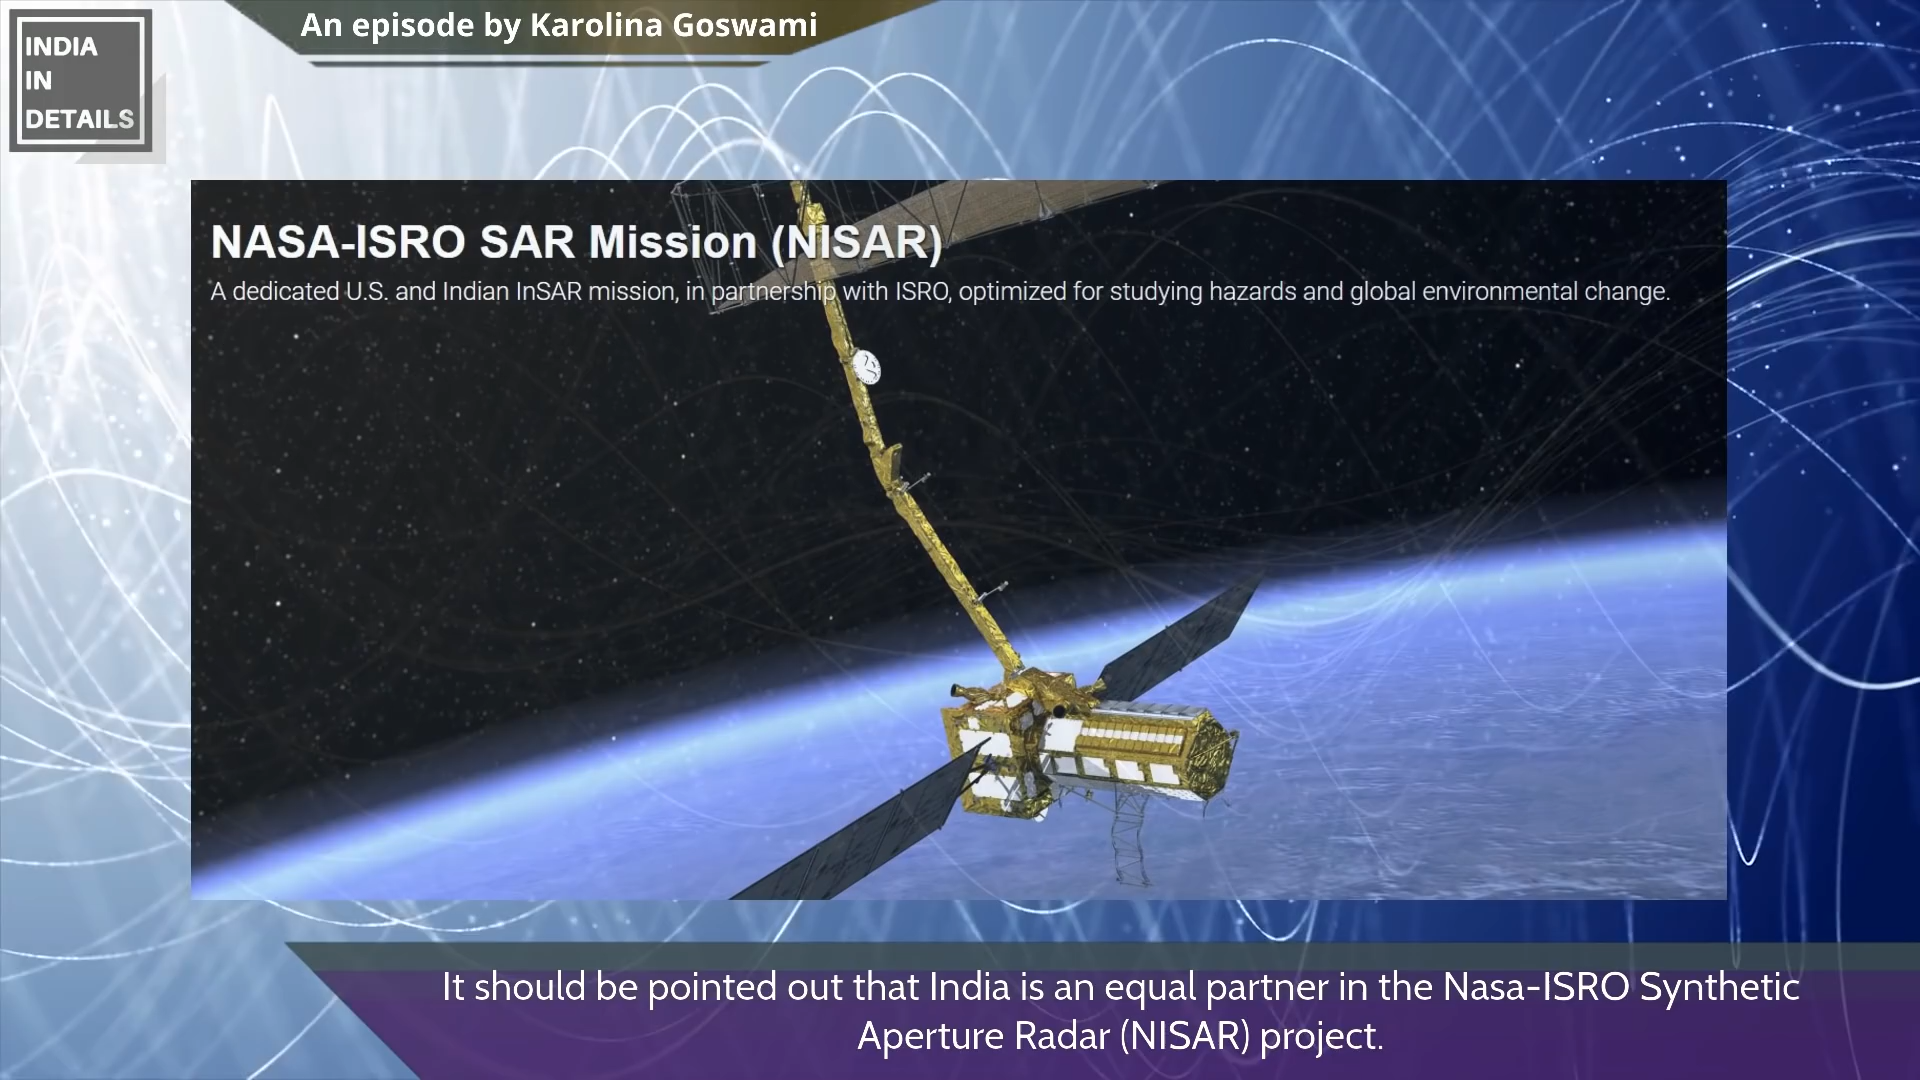 An episode by Karolina Goswami
INDIA
IN
DETAILS
NASA-ISRO SAR Mission (NISAR)
A dedicated U.S. and Indian InSAR mission, in partnership with ISRO, optimized for studying hazards and global environmental change.
It should be pointed out that India is an equal partner in the Nasa-ISRO Synthetic
Aperture Radar (NISAR) project.